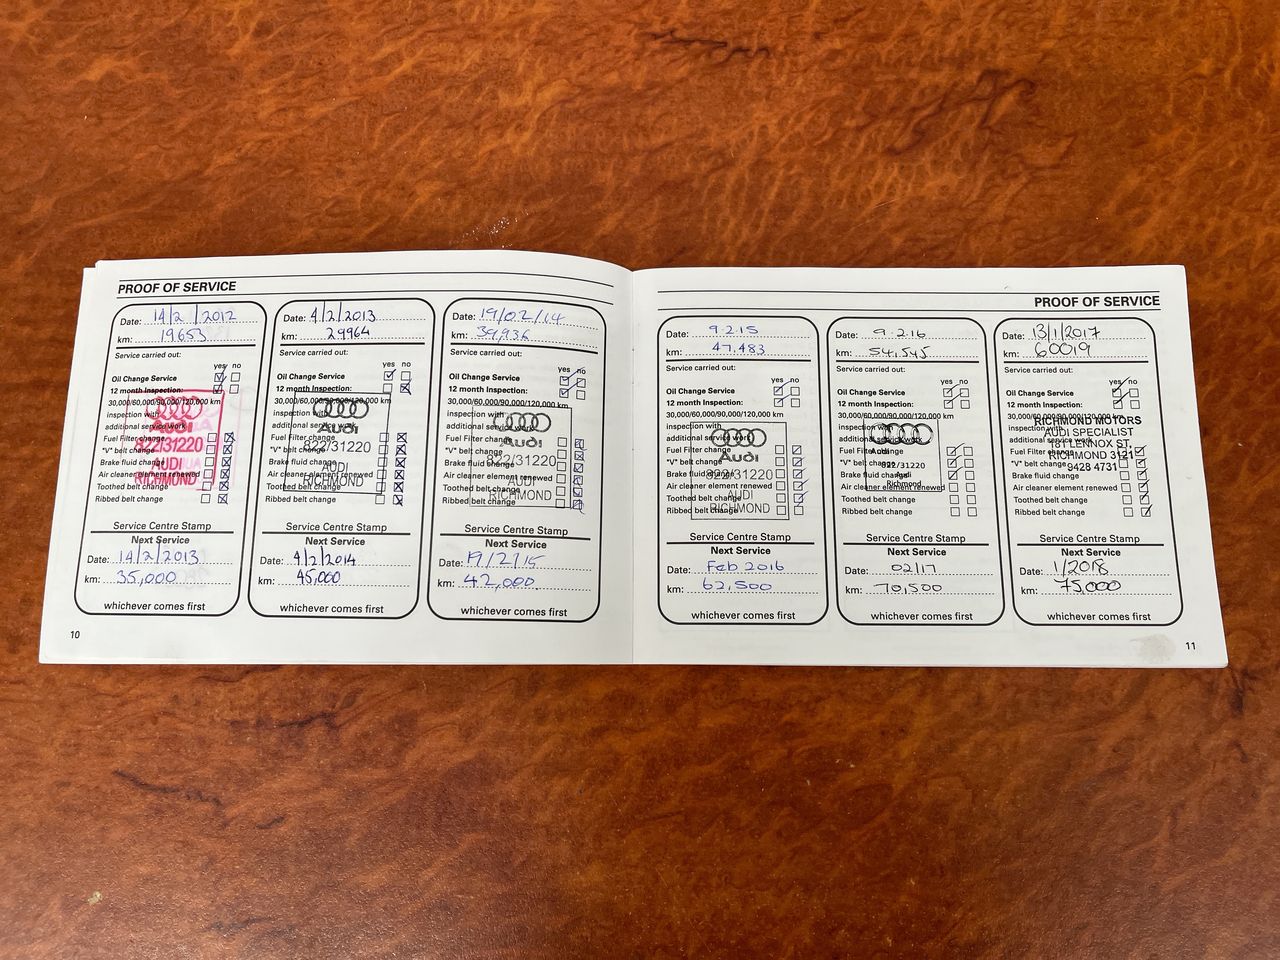 PROOF OF SERVICE
Date: 14/2/2012
km: 19653
Service carried out:
yes no
Oil Change Service
12 month Inspection:
30,000/60,000/90,000/120,000 km
inspection with
additional service work
Fuel Filter change
"V" belt change
Brake fluid change
Air cleaner element renewed
Toothed belt change
Ribbed belt change
Audi
822/31220
AUDI
RICHMOND
Service Centre Stamp
Next Service
Date: 14/2/2013
km: 35,000
whichever comes first
Date: 4/2/2013
km: 29964
Service carried out:
yes no
Oil Change Service
12 month Inspection:
30,000/60,000/90,000/120,000 km
inspection with
additional service work
Fuel Filter change
"V" belt change
Brake fluid change
Air cleaner element renewed
Toothed belt change
Ribbed belt change
Audi
822/31220
AUDI
RICHMOND
Service Centre Stamp
Next Service
Date: 4/2/2014
km: 45,000
whichever comes first
Date: 19/02/14
km: 39,936
Service carried out:
yes no
Oil Change Service
12 month Inspection:
30,000/60,000/90,000/120,000 km
inspection with
additional service work
Fuel Filter change
"V" belt change
Brake fluid change
Air cleaner element renewed
Toothed belt change
Ribbed belt change
Audi
822/31220
AUDI
RICHMOND
Service Centre Stamp
Next Service
Date: 19/2/15
km: 42,000
whichever comes first
10
PROOF OF SERVICE
Date: 9.2.15
km: 47,483
Service carried out:
yes no
Oil Change Service
12 month Inspection:
30,000/60,000/90,000/120,000 km
inspection with
additional service work
Fuel Filter change
"V" belt change
Brake fluid change
Air cleaner element renewed
Toothed belt change
Ribbed belt change
Audi
822/31220
AUDI
RICHMOND
Service Centre Stamp
Next Service
Date: Feb 2016
km: 62,500
whichever comes first
Date: 9.2.16
km: 54,545
Service carried out:
yes no
Oil Change Service
12 month Inspection:
30,000/60,000/90,000/120,000 km
inspection with
additional service work
Fuel Filter change
"V" belt change
Brake fluid change
Air cleaner element renewed
Toothed belt change
Ribbed belt change
Audi
822/31220
Audi
Richmond
Service Centre Stamp
Next Service
Date: 02/17
km: 70,500
whichever comes first
Date: 13/1/2017
km: 60019
Service carried out:
yes no
Oil Change Service
12 month Inspection:
30,000/60,000/90,000/120,000 km
inspection with
additional service work
Fuel Filter change
"V" belt change
Brake fluid change
Air cleaner element renewed
Toothed belt change
Ribbed belt change
RICHMOND MOTORS
AUDI SPECIALIST
181 LENNOX ST,
RICHMOND 3121
9428 4731
Service Centre Stamp
Next Service
Date: 1/2018
km: 75,000
whichever comes first
11